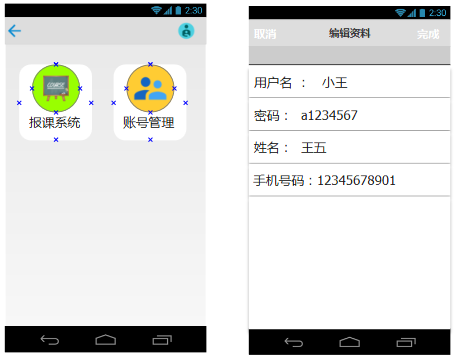 2:30
报课系统 账号管理
2:30
取消 编辑资料 完成
用户名 : 小王
密码： a1234567
姓名： 王五
手机号码：12345678901